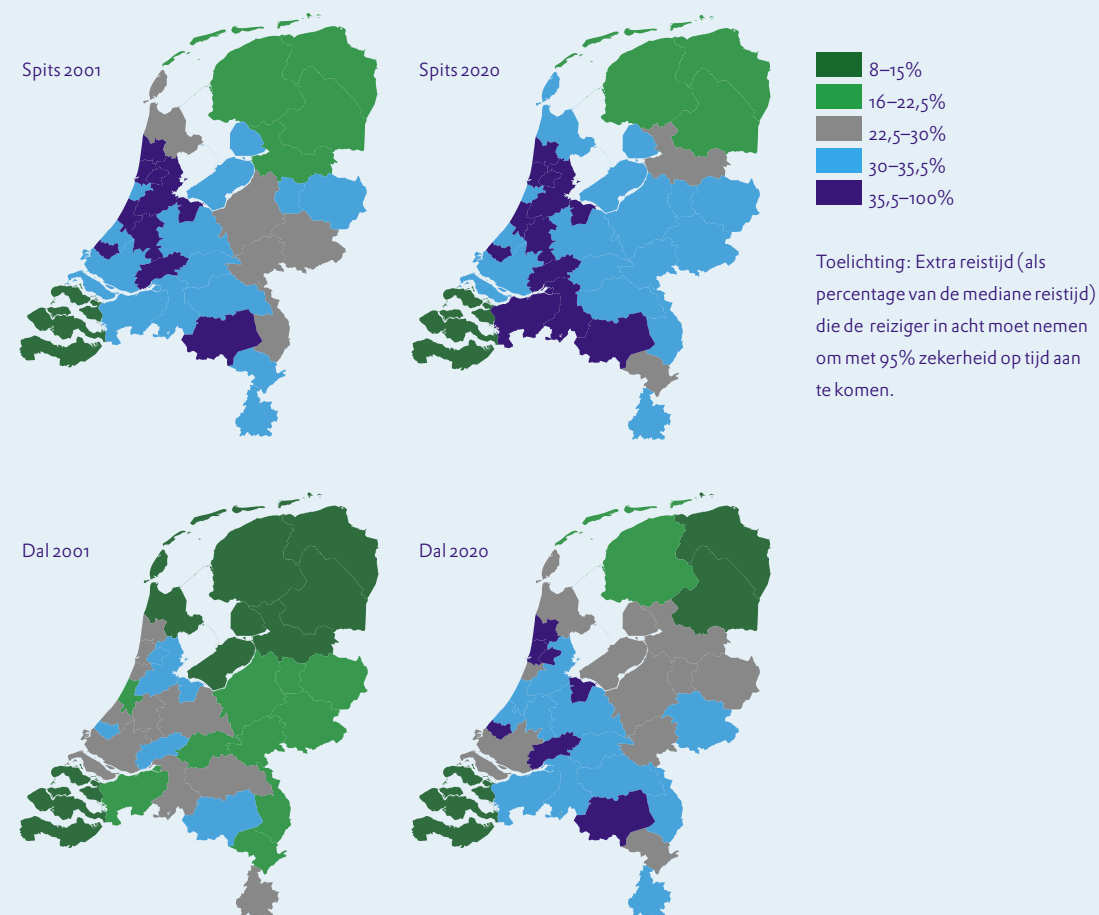 Spits 2001
Spits 2020
8–15%
16–22,5%
22,5–30%
30–35,5%
35,5–100%
Toelichting: Extra reistijd (als
percentage van de mediane reistijd)
die de reiziger in acht moet nemen
om met 95% zekerheid op tijd aan
te komen.
Dal 2001
Dal 2020